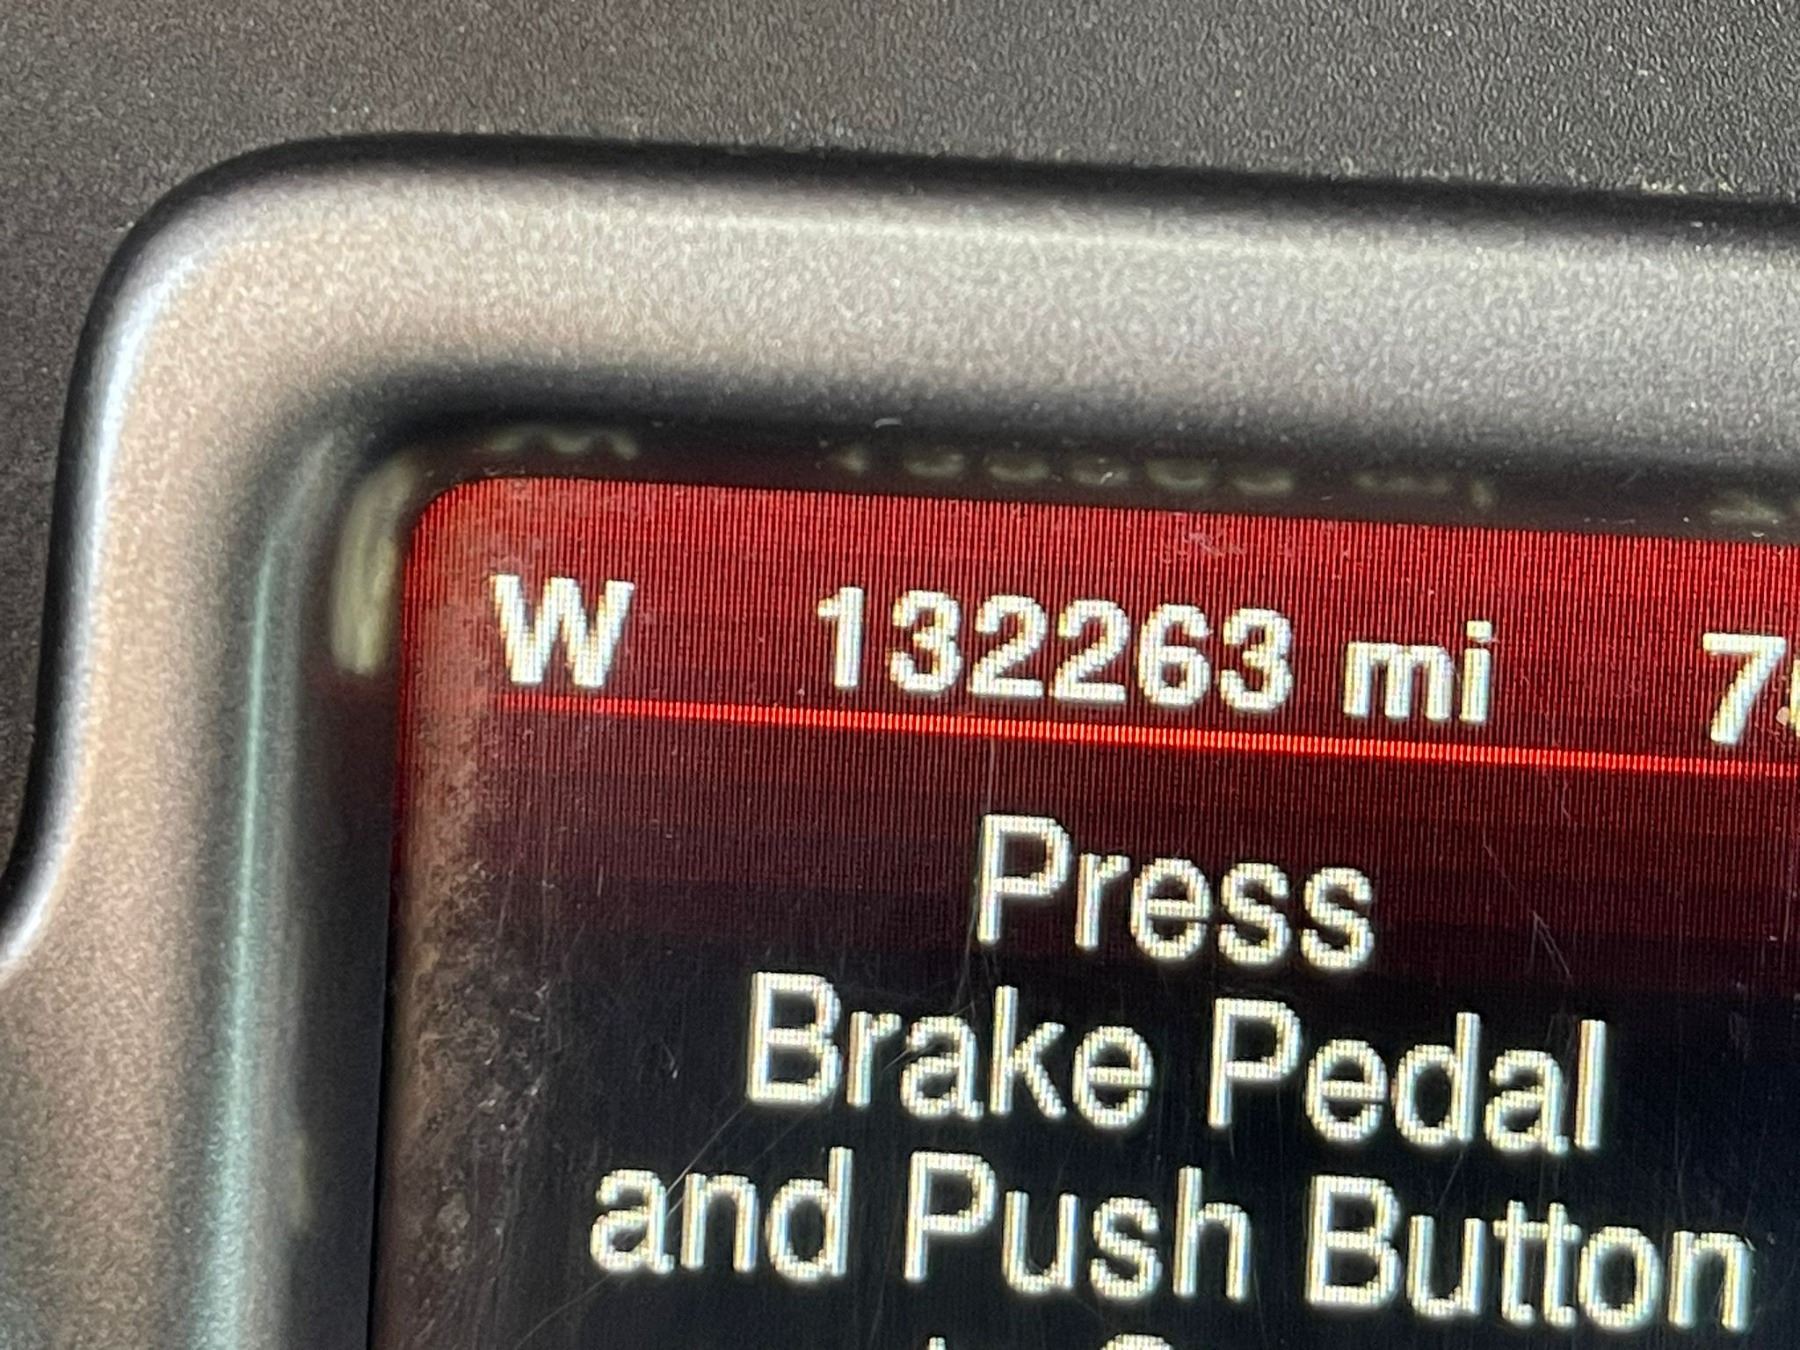 W 132263 mi
Press
Brake Pedal
and Push Button